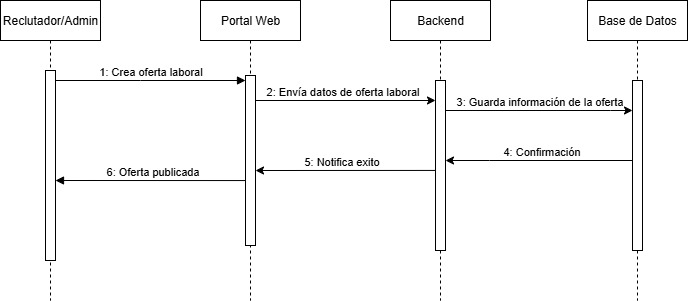 Reclutador/Admin
Portal Web
Backend
Base de Datos
1: Crea oferta laboral
2: Envía datos de oferta laboral
3: Guarda información de la oferta
4: Confirmación
5: Notifica exito
6: Oferta publicada